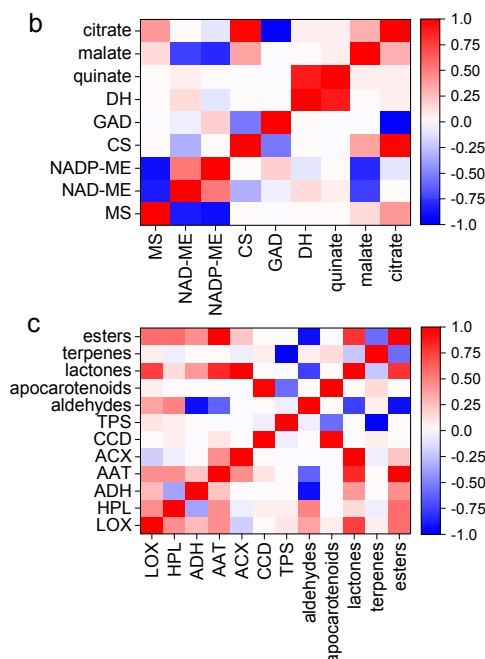 b
citrate
malate
quinate
DH
GAD
CS
NADP-ME
NAD-ME
MS
MS
NAD-ME
NADP-ME
CS
GAD
DH
quinate
malate
citrate
1.0
0.75
0.50
0.25
0.0
-0.25
-0.50
-0.75
-1.0
c
esters
terpenes
lactones
apocarotenoids
aldehydes
TPS
CCD
ACX
AAT
ADH
HPL
LOX
LOX
HPL
ADH
AAT
ACX
CCD
TPS
aldehydes
apocarotenoids
lactones
terpenes
esters
1.0
0.75
0.50
0.25
0.0
-0.25
-0.50
-0.75
-1.0